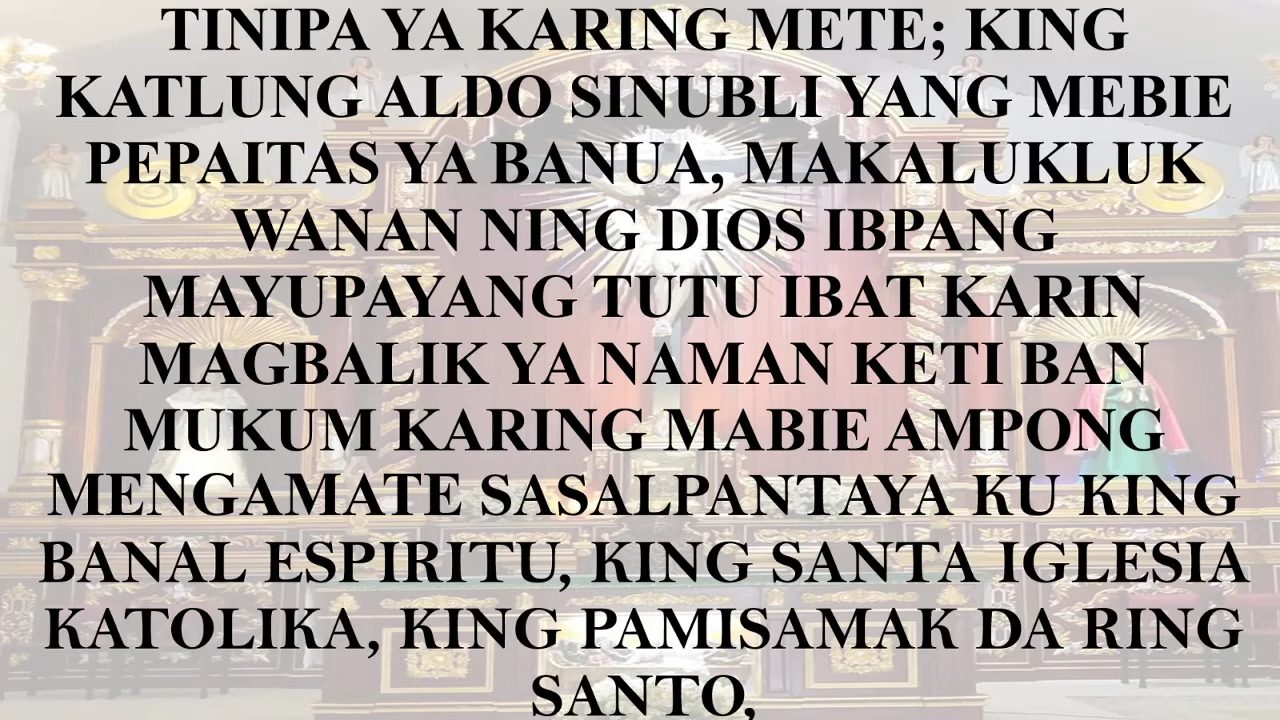 TINIPA YA KARING METE; KING
KATLUNG ALDO SINUBLI YANG MEBIE
PEPAITAS YA BANUA, MAKALUKLUK
WANAN NING DIOS IBPANG
MAYUPAYANG TUTU IBAT KARIN
MAGBALIK YA NAMAN KETI BAN
MUKUM KARING MABIE AMPONG
MENGAMATE SASALPANTAYA KU KING
BANAL ESPIRITU, KING SANTA IGLESIA
KATOLIKA, KING PAMISAMAK DA RING
SANTO,